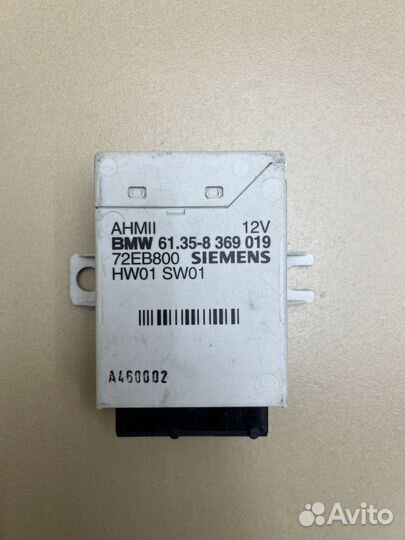 AHMII 12V
BMW 61.35-8 369 019
72EB800 SIEMENS
HW01 SW01
A460002
Avito